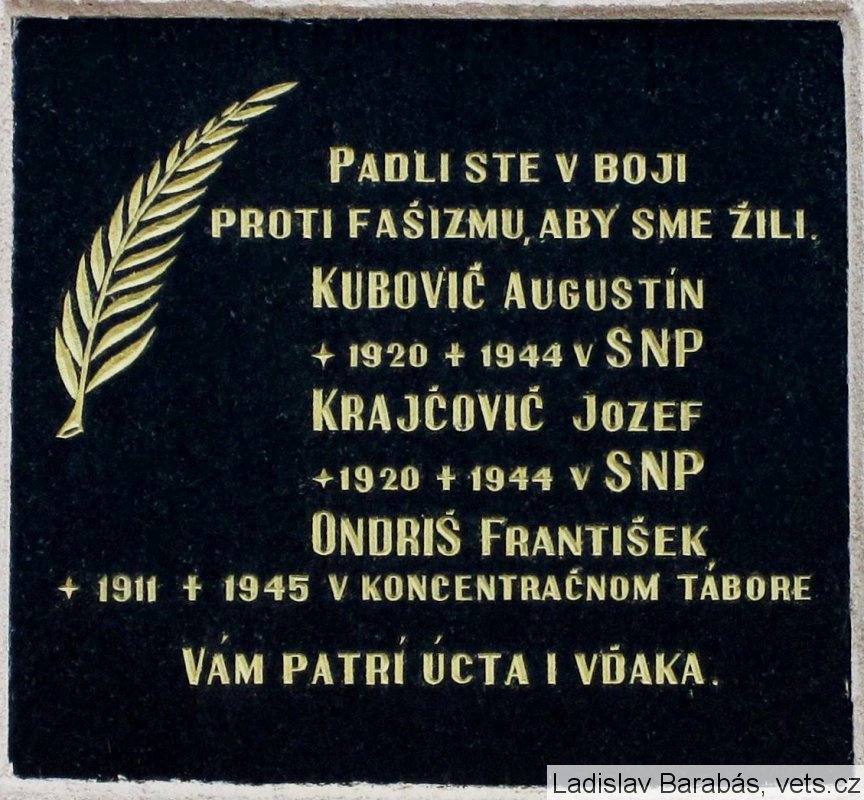 PADLI STE V BOJI
PROTI FAŠIZMU, ABY SME ŽILI.
KUBOVIČ AUGUSTÍN
+ 1920 + 1944 V SNP
KRAJČOVIČ JOZEF
+ 1920 + 1944 V SNP
ONDRIŠ FRANTIŠEK
+ 1911 + 1945 V KONCENTRAČNOM TÁBORE
VÁM PATRÍ ÚCTA I VĎAKA.
Ladislav Barabás, vets.cz